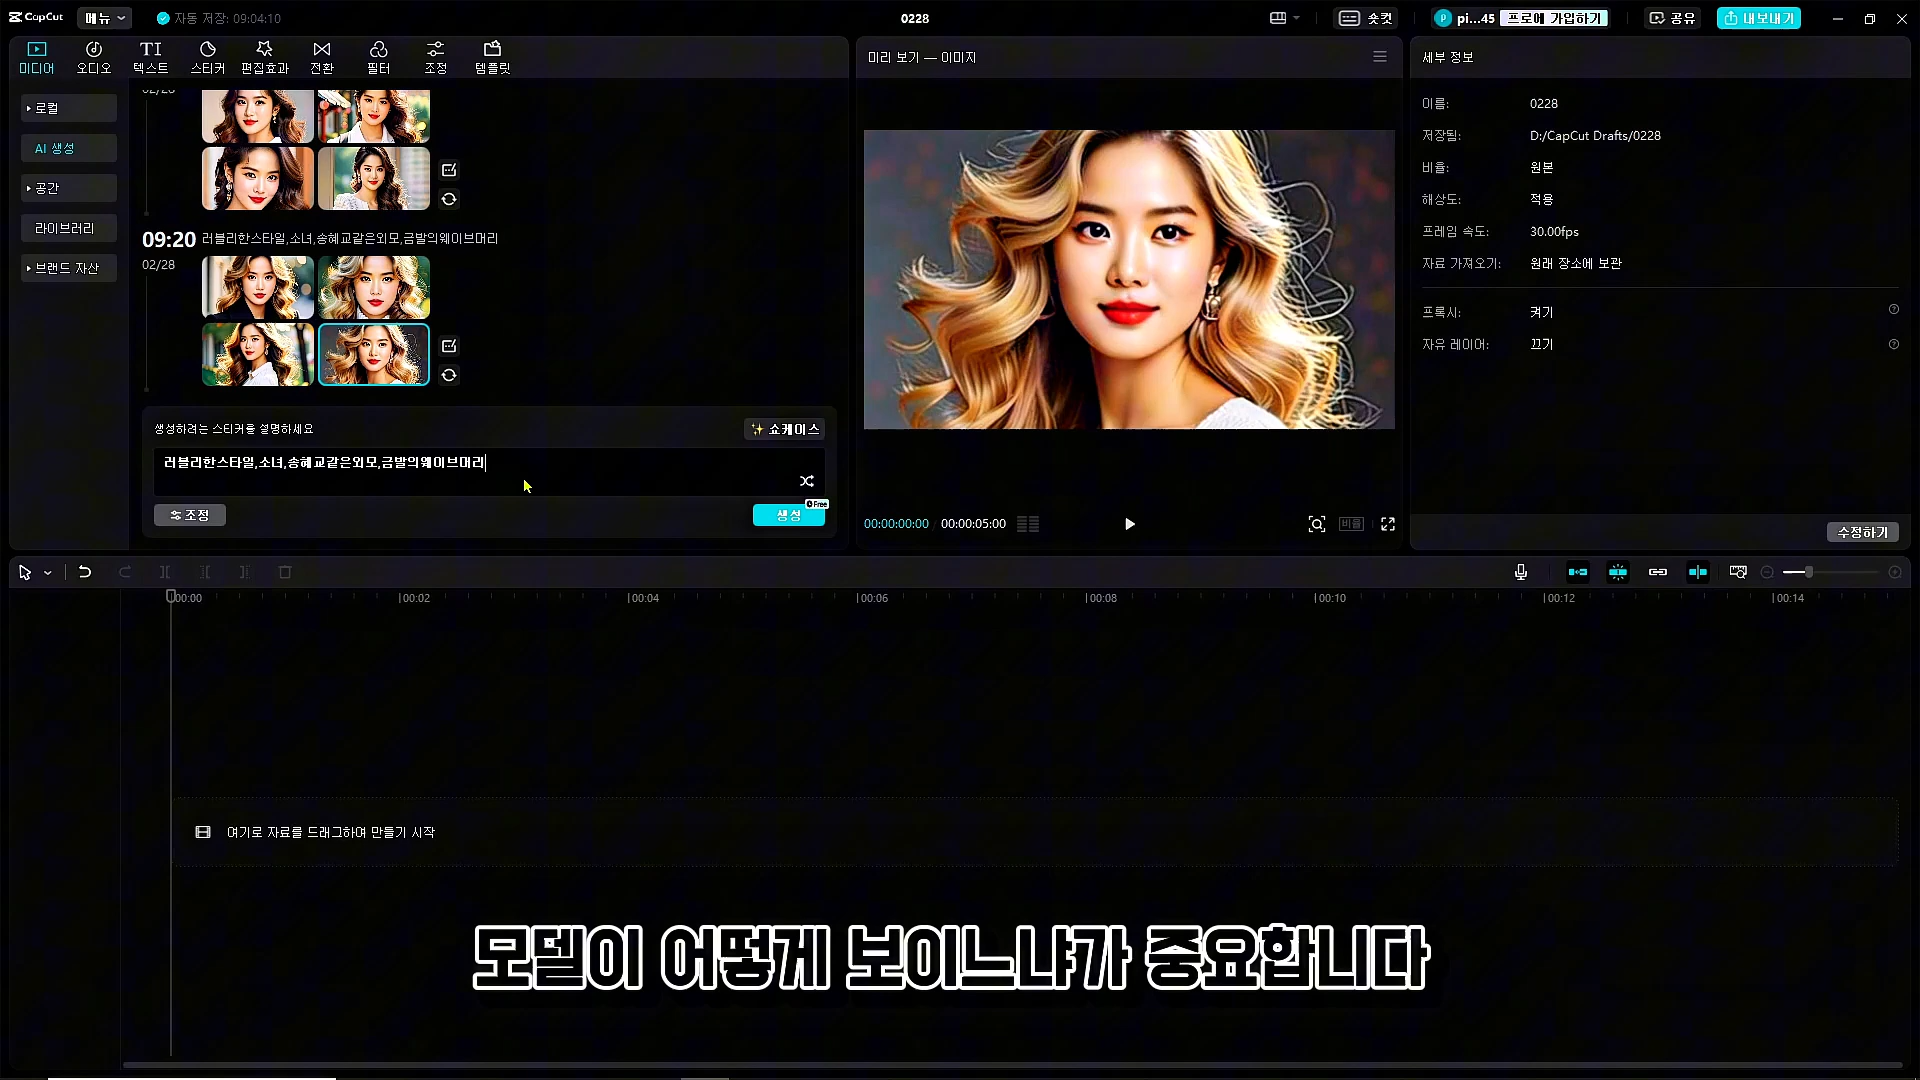 CapCut
메뉴
자동 저장: 09:04:10
0228
숏컷
P
pi...45
프로에 가입하기
공유
내보내기
미디어
오디오
텍스트
스티커
편집효과
전환
필터
조정
템플릿
로컬
AI 생성
공간
라이브러리
브랜드 자산
09:20
러블리한스타일,소녀,송혜교같은외모,금발의웨이브머리
02/28
생성하려는 스티커를 설명하세요
쇼케이스
러블리한스타일,소녀,송혜교같은외모,금발의웨이브머리
조정
Free
생성
미리 보기 — 이미지
00:00:00:00
00:00:05:00
비율
세부 정보
이름:
0228
저장됨:
D:/CapCut Drafts/0228
비율:
원본
해상도:
적용
프레임 속도:
30.00fps
자료 가져오기:
원래 장소에 보관
프록시:
켜기
자유 레이어:
끄기
수정하기
00:00
00:02
00:04
00:06
00:08
00:10
00:12
00:14
여기로 자료를 드래그하여 만들기 시작
모델이 어떻게 보이느냐가 중요합니다